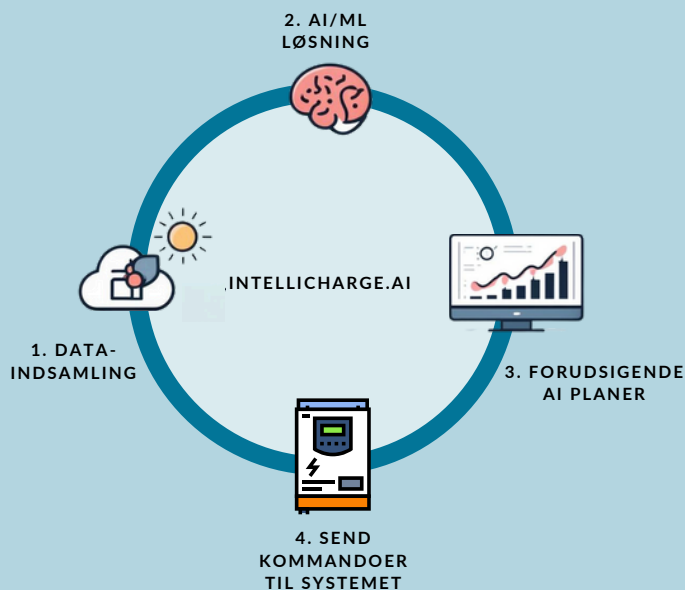 2. AI/ML
LØSNING
INTELLICHARGE.AI
1. DATA-
INDSAMLING
3. FORUDSIGENDE
AI PLANER
4. SEND
KOMMANDOER
TIL SYSTEMET